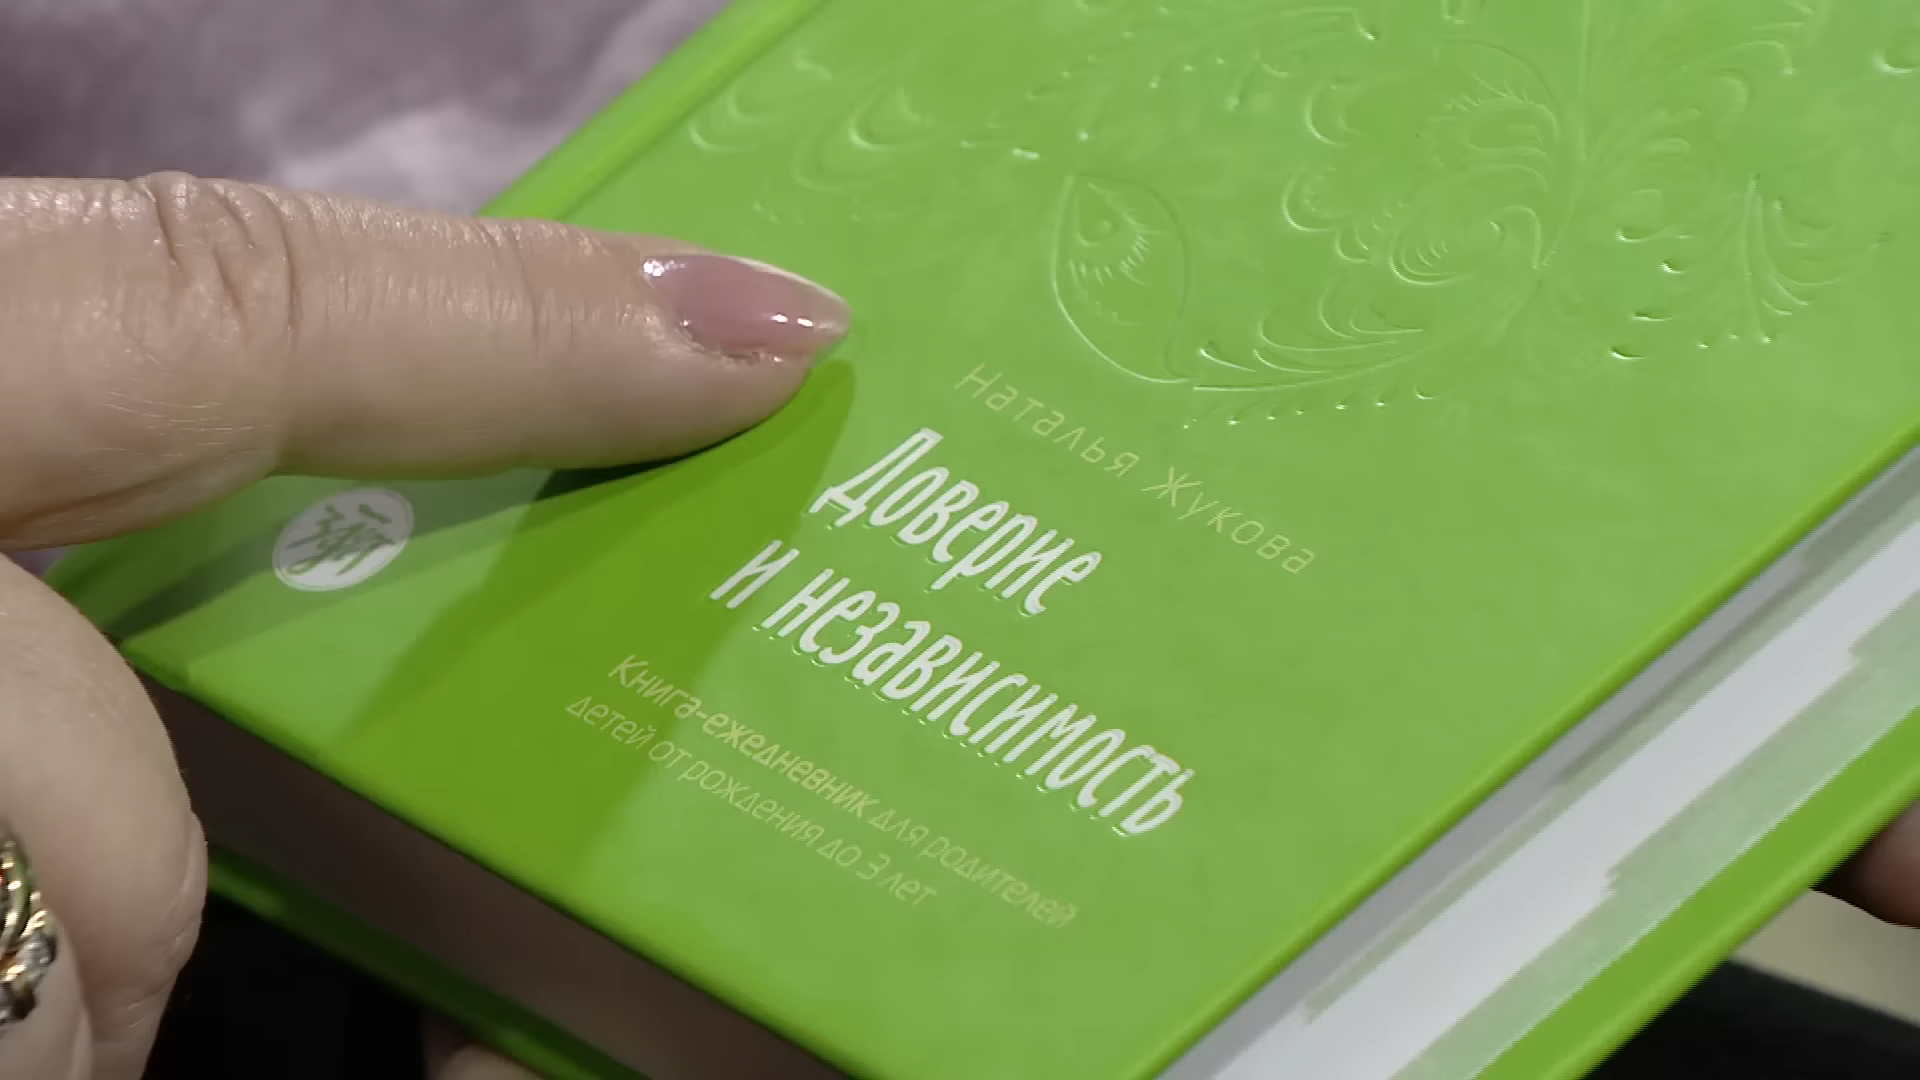 Наталья Жукова
Доверие
и независимость
Книга-ежедневник для родителей
детей от рождения до 3 лет